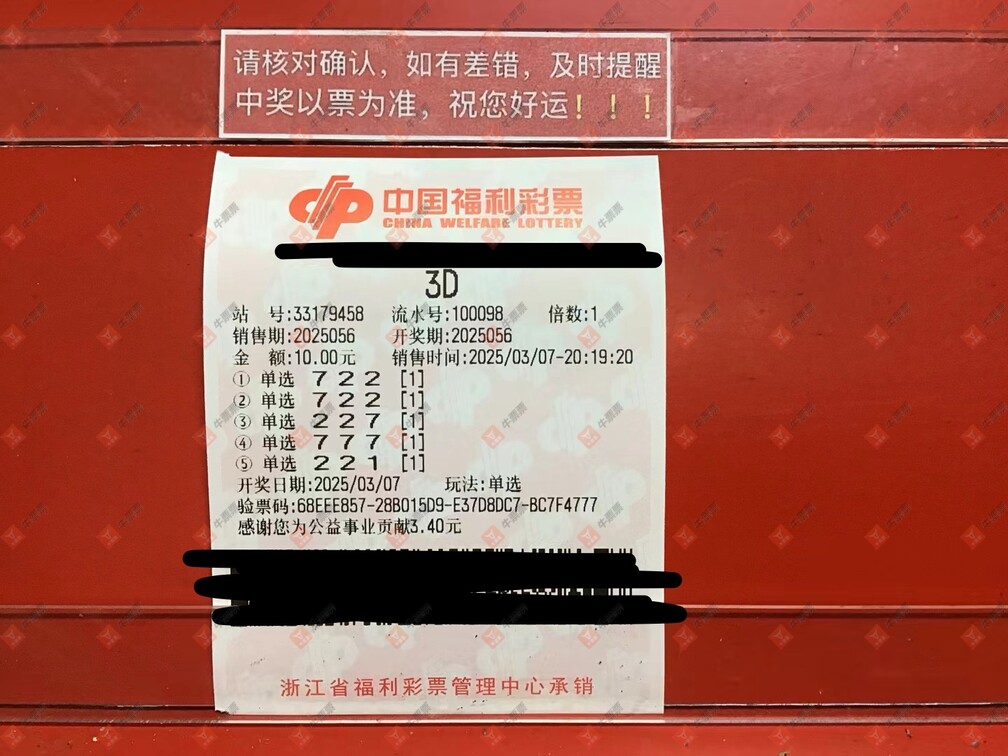 请核对确认，如有差错，及时提醒
中奖以票为准，祝您好运！！！
中国福利彩票
CHINA WELFARE LOTTERY
3D
站 号:33179458 流水号:100098 倍数:1
销售期:2025056 开奖期:2025056
金 额:10.00元 销售时间:2025/03/07-20:19:20
① 单选 7 2 2 [1]
② 单选 7 2 2 [1]
③ 单选 2 2 7 [1]
④ 单选 7 7 7 [1]
⑤ 单选 2 2 1 [1]
开奖日期:2025/03/07 玩法:单选
验票码:68EEE857-28B015D9-E37D8DC7-BC7F4777
感谢您为公益事业贡献3.40元
浙江省福利彩票管理中心承销